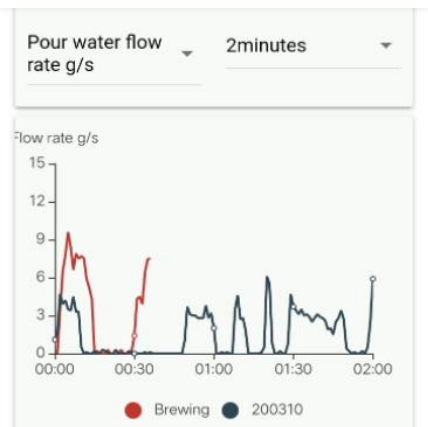 Pour water flow
rate g/s
2minutes
Flow rate g/s
15
12
9
6
3
0
00:00 00:30 01:00 01:30 02:00
Brewing 200310